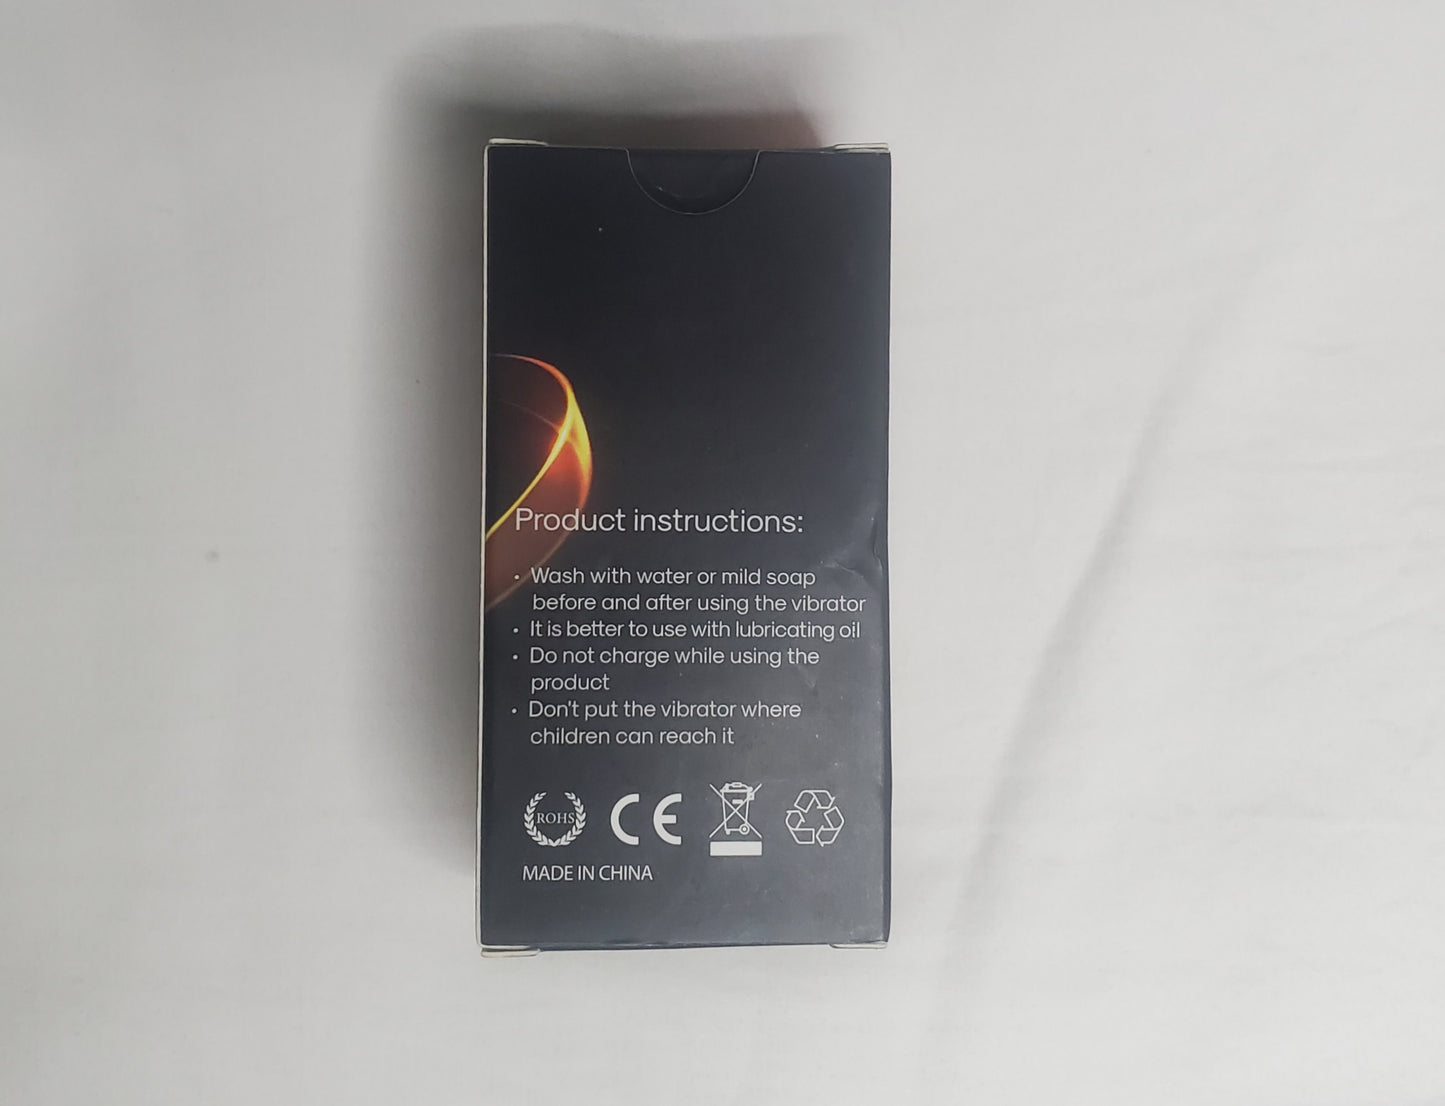 Product instructions:
• Wash with water or mild soap
before and after using the vibrator
• It is better to use with lubricating oil
• Do not charge while using the
product
• Don't put the vibrator where
children can reach it
ROHS CE
MADE IN CHINA